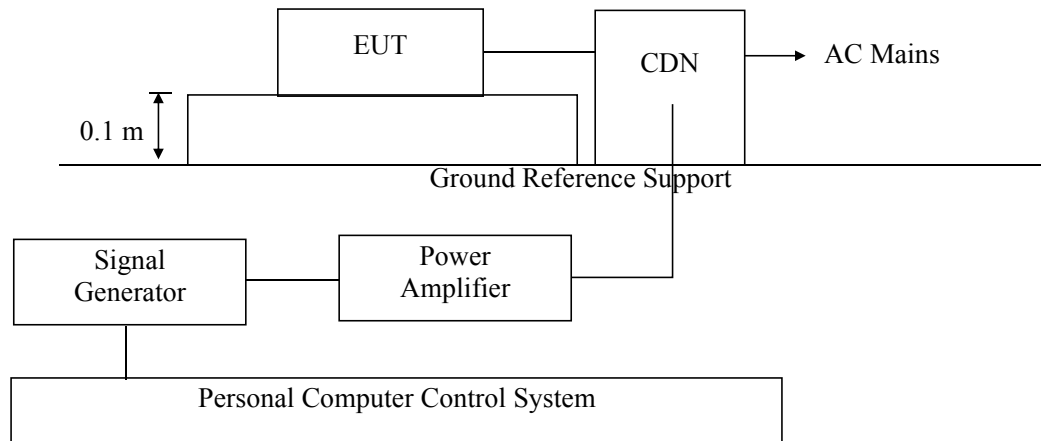 EUT
CDN
AC Mains
0.1 m
Ground Reference Support
Signal
Generator
Power
Amplifier
Personal Computer Control System